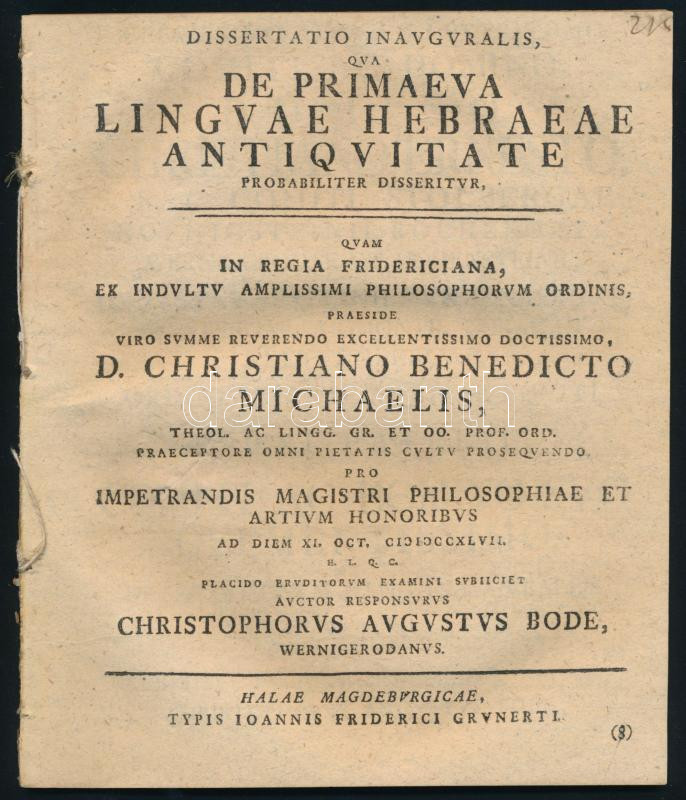 DISSERTATIO INAVGVRALIS,
QVA
DE PRIMAEVA
LINGVAE HEBRAEAE
ANTIQVITATE
PROBABILITER DISSERITVR,
QVAM
IN REGIA FRIDERICIANA,
EX INDVLTV AMPLISSIMI PHILOSOPHORVM ORDINIS,
PRAESIDE
VIRO SVMME REVERENDO EXCELLENTISSIMO DOCTISSIMO,
D. CHRISTIANO BENEDICTO
MICHAELIS,
darabanth
THEOL. AC LINGG. GR. ET OO. PROF. ORD.
PRAECEPTORE OMNI PIETATIS CVLTV PROSEQVENDO
PRO
IMPETRANDIS MAGISTRI PHILOSOPHIAE ET
ARTIVM HONORIBVS
AD DIEM XI. OCT. CIƆIƆCCXLVII.
H. L. Q. C.
PLACIDO ERVDITORVM EXAMINI SVBIICIET
AVCTOR RESPONSVRVS
CHRISTOPHORVS AVGVSTVS BODE,
WERNIGERODANVS.
HALAE MAGDEBVRGICAE,
TYPIS IOANNIS FRIDERICI GRVNERTI.
(8)